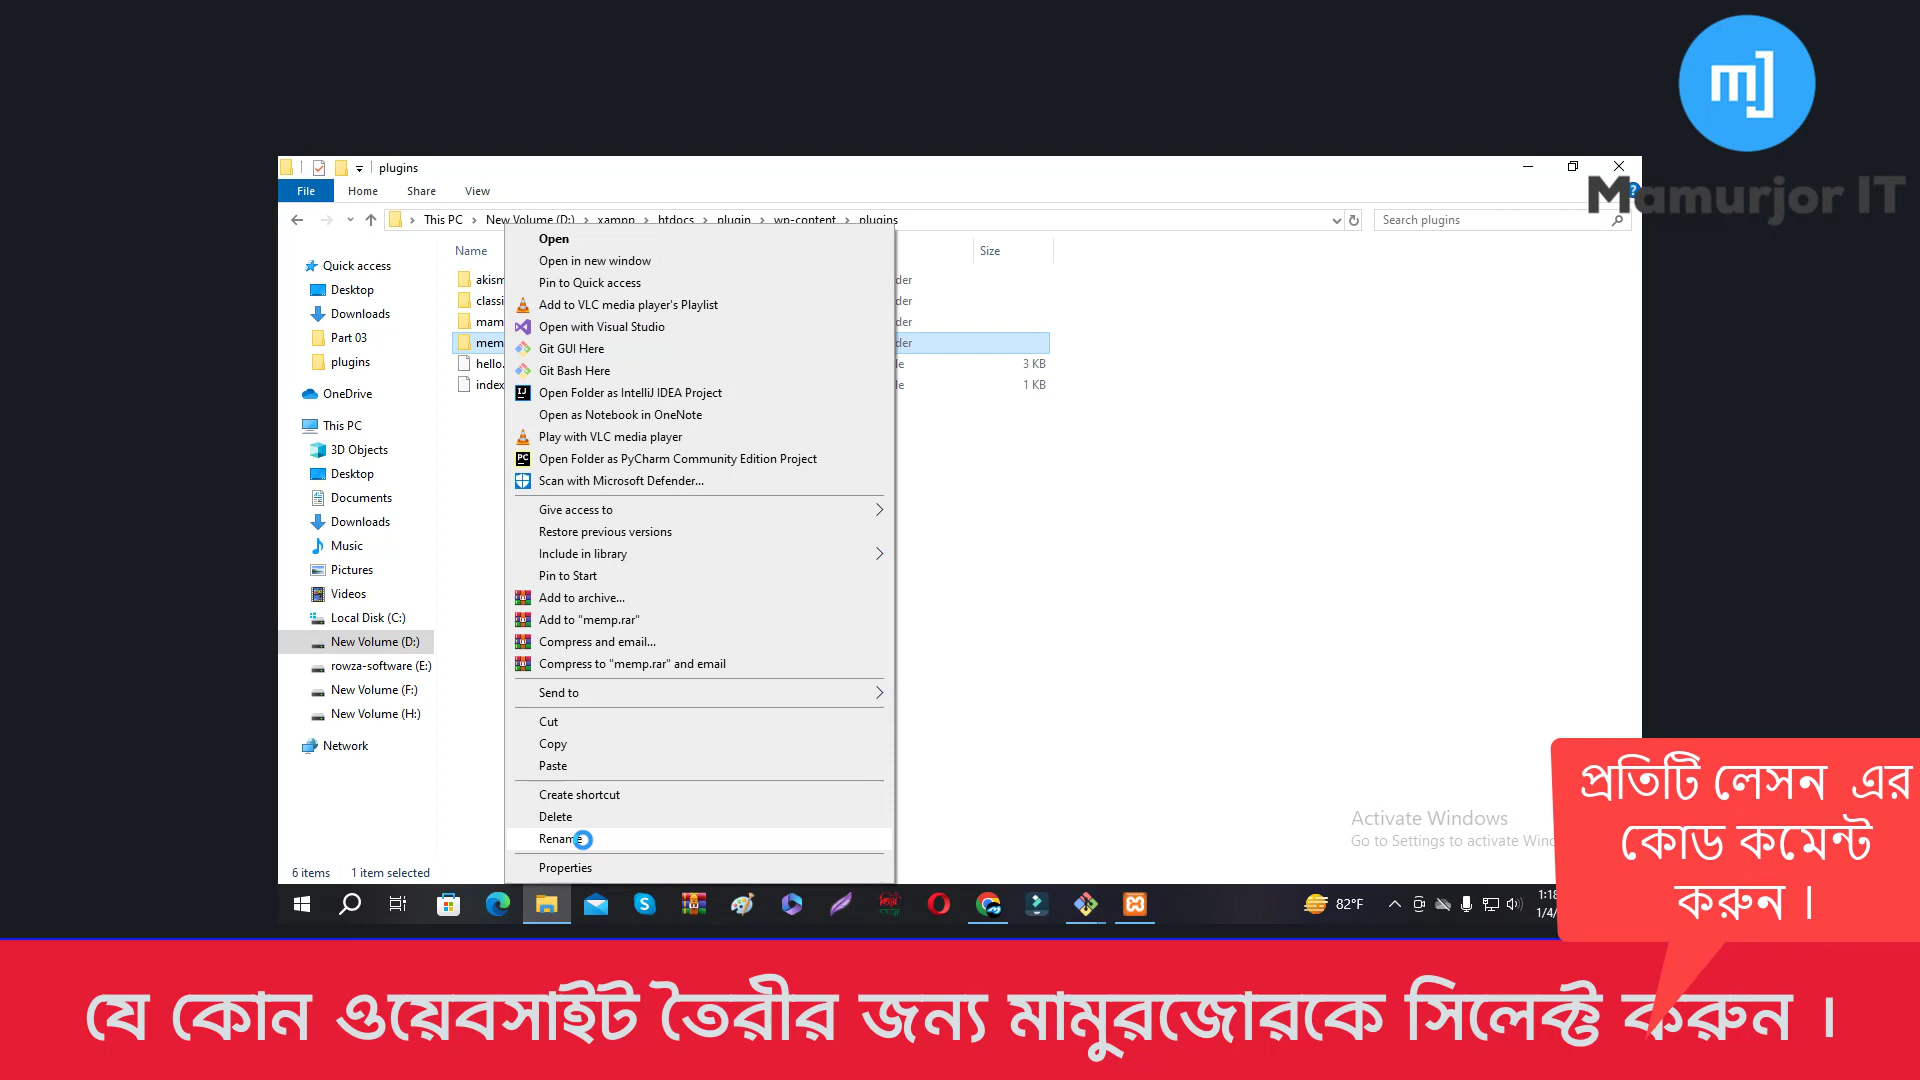 mj
Mamurjor IT
plugins
File Home Share View
This PC New Volume (D:) xampp htdocs plugin wp-content plugins
Search plugins
Name Size
Quick access
Desktop
Downloads
Part 03
plugins
OneDrive
This PC
3D Objects
Desktop
Documents
Downloads
Music
Pictures
Videos
Local Disk (C:)
New Volume (D:)
rowza-software (E:)
New Volume (F:)
New Volume (H:)
Network
akism
classi
mam
mem
hello.
index
der
der
der
der
le 3 KB
le 1 KB
Open
Open in new window
Pin to Quick access
Add to VLC media player's Playlist
Open with Visual Studio
Git GUI Here
Git Bash Here
Open Folder as IntelliJ IDEA Project
Open as Notebook in OneNote
Play with VLC media player
Open Folder as PyCharm Community Edition Project
Scan with Microsoft Defender...
Give access to
Restore previous versions
Include in library
Pin to Start
Add to archive...
Add to "memp.rar"
Compress and email...
Compress to "memp.rar" and email
Send to
Cut
Copy
Paste
Create shortcut
Delete
Rename
Properties
6 items 1 item selected
Activate Windows
Go to Settings to activate Wind
82°F
1:18
1/4/
প্রতিটি লেসন এর
কোড কমেন্ট
করুন ।
যে কোন ওয়েবসাইট তৈরীর জন্য মামুরজোরকে সিলেক্ট করুন ।